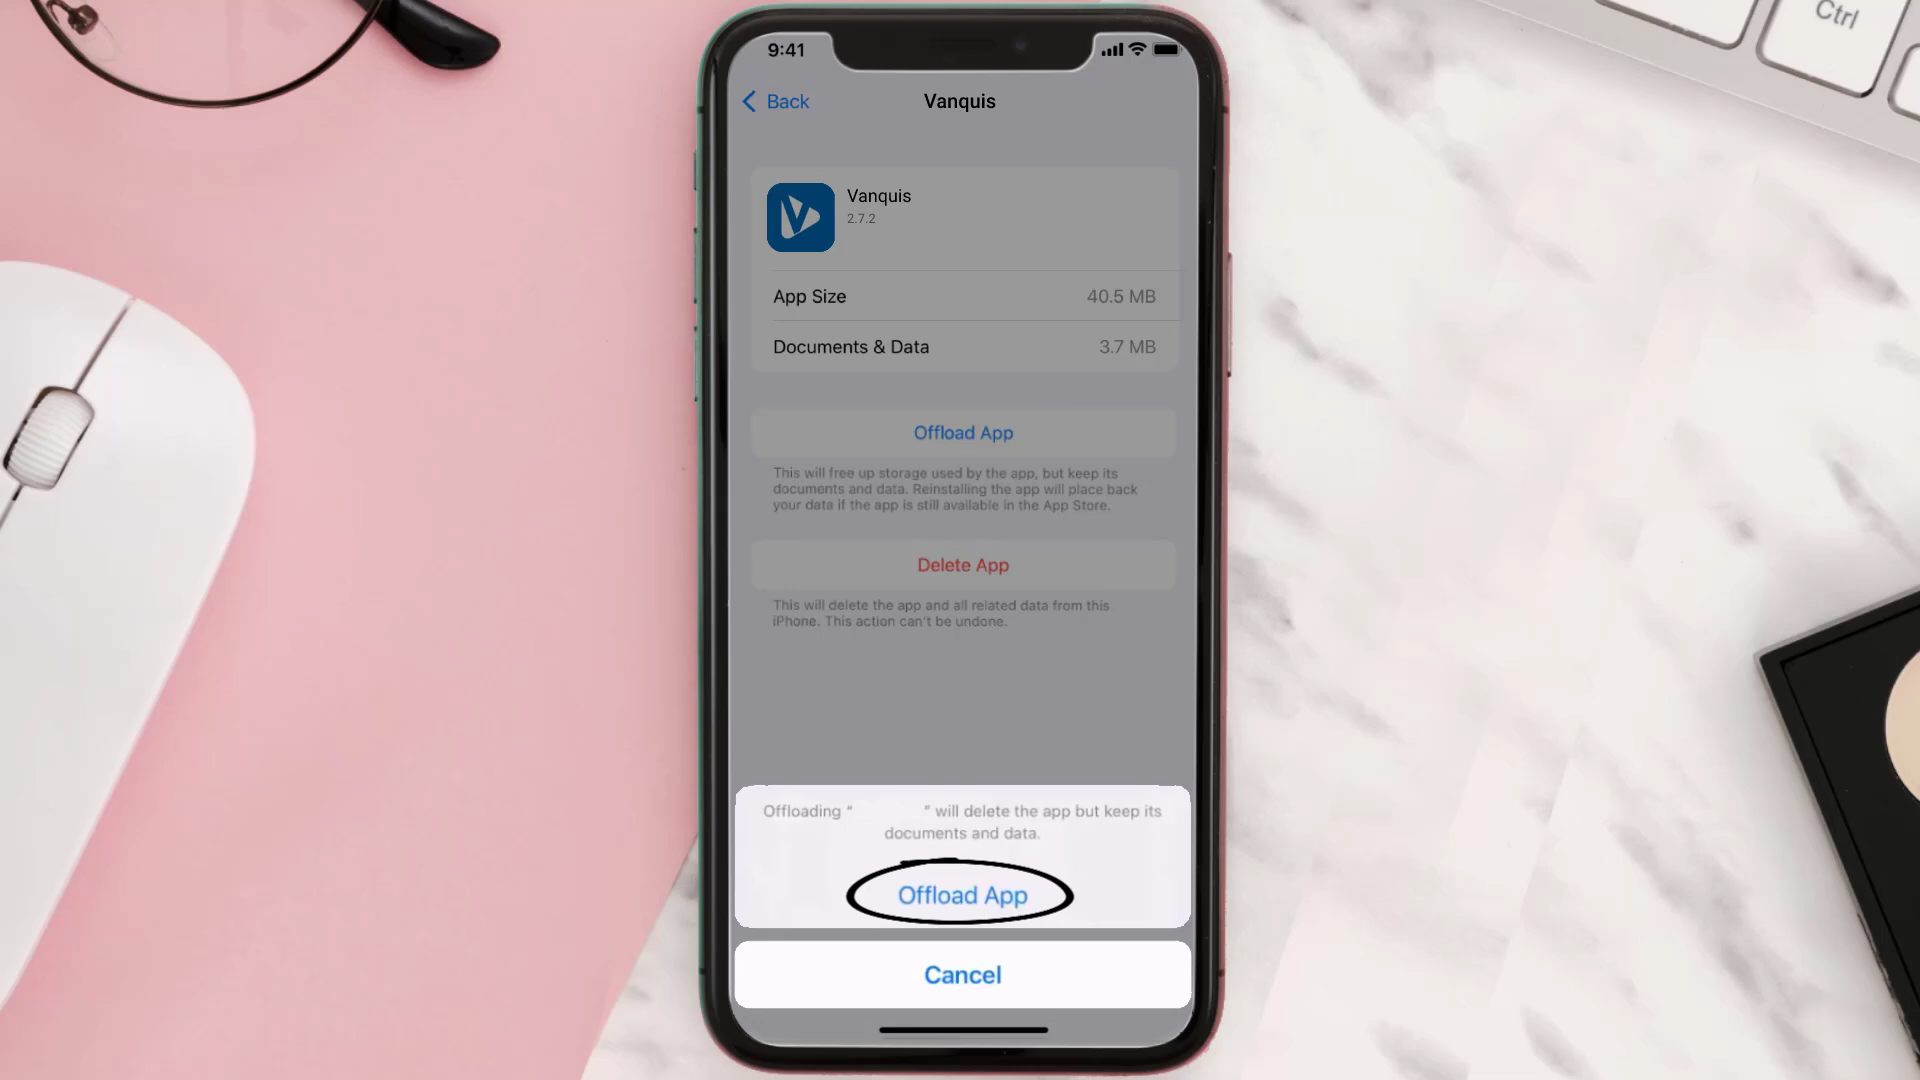 Ctrl
9:41
Back
Vanquis
Vanquis
2.7.2
App Size 40.5 MB
Documents & Data 3.7 MB
Offload App
This will free up storage used by the app, but keep its
documents and data. Reinstalling the app will place back
your data if the app is still available in the App Store.
Delete App
This will delete the app and all related data from this
iPhone. This action can't be undone.
Offloading " " will delete the app but keep its
documents and data.
Offload App
Cancel